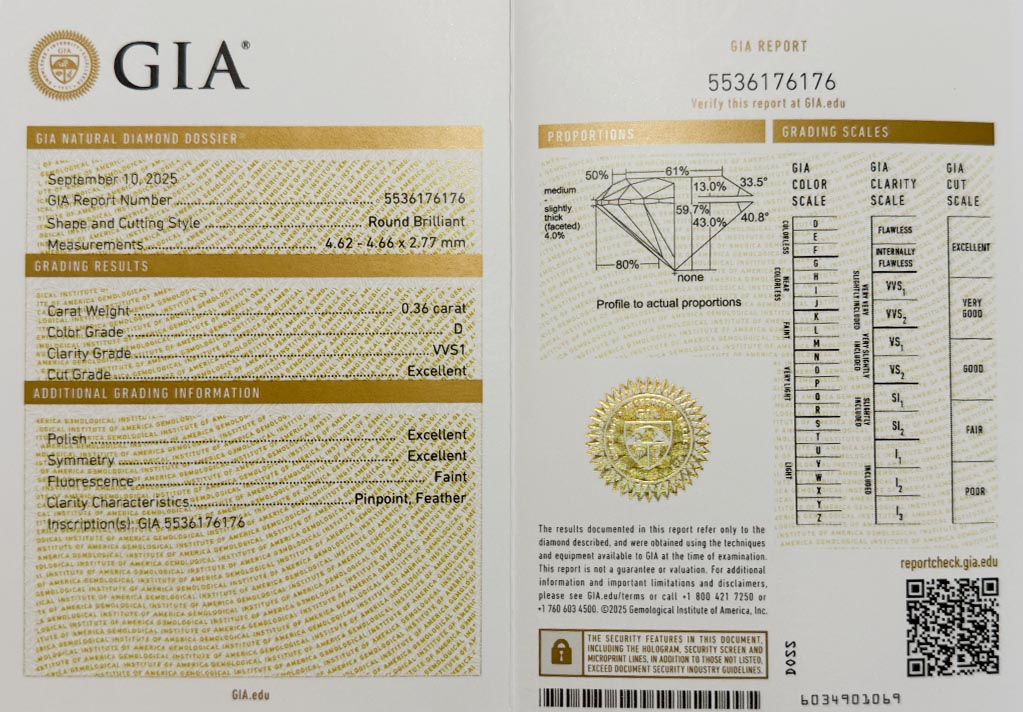 GIA®
GIA NATURAL DIAMOND DOSSIER®
September 10, 2025
GIA Report Number 5536176176
Shape and Cutting Style Round Brilliant
Measurements 4.62 - 4.66 x 2.77 mm
GRADING RESULTS
Carat Weight 0.36 carat
Color Grade D
Clarity Grade VVS1
Cut Grade Excellent
ADDITIONAL GRADING INFORMATION
Polish Excellent
Symmetry Excellent
Fluorescence Faint
Clarity Characteristics Pinpoint, Feather
Inscription(s): GIA 5536176176
GIA.edu
GIA REPORT
5536176176
Verify this report at GIA.edu
PROPORTIONS
50%
61%
13.0%
33.5°
medium
-
slightly
thick
(faceted)
4.0%
59.7%
43.0%
40.8°
80%
none
Profile to actual proportions
GRADING SCALES
GIA
COLOR
SCALE
COLORLESS
D
E
F
NEAR COLORLESS
G
H
I
J
FAINT
K
L
M
VERY LIGHT
N
O
P
Q
R
LIGHT
S
T
U
V
W
X
Y
Z
GIA
CLARITY
SCALE
FLAWLESS
INTERNALLY
FLAWLESS
VERY VERY
SLIGHTLY INCLUDED
VVS1
VVS2
VERY SLIGHTLY
INCLUDED
VS1
VS2
SLIGHTLY
INCLUDED
SI1
SI2
INCLUDED
I1
I2
I3
GIA
CUT
SCALE
EXCELLENT
VERY
GOOD
GOOD
FAIR
POOR
GIA
The results documented in this report refer only to the
diamond described, and were obtained using the techniques
and equipment available to GIA at the time of examination.
This report is not a guarantee or valuation. For additional
information and important limitations and disclaimers,
please see GIA.edu/terms or call +1 800 421 7250 or
+1 760 603 4500. ©2025 Gemological Institute of America, Inc.
THE SECURITY FEATURES IN THIS DOCUMENT,
INCLUDING THE HOLOGRAM, SECURITY SCREEN AND
MICROPRINT LINES, IN ADDITION TO THOSE NOT LISTED,
EXCEED DOCUMENT SECURITY INDUSTRY GUIDELINES.
reportcheck.gia.edu
DOSS
6034901069